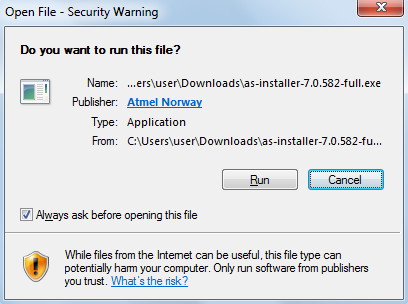 Open File - Security Warning
Do you want to run this file?
Name: ...ers\user\Downloads\as-installer-7.0.582-full.exe
Publisher: Atmel Norway
Type: Application
From: C:\Users\user\Downloads\as-installer-7.0.582-fu...
Run Cancel
Always ask before opening this file
While files from the Internet can be useful, this file type can
potentially harm your computer. Only run software from publishers
you trust. What's the risk?